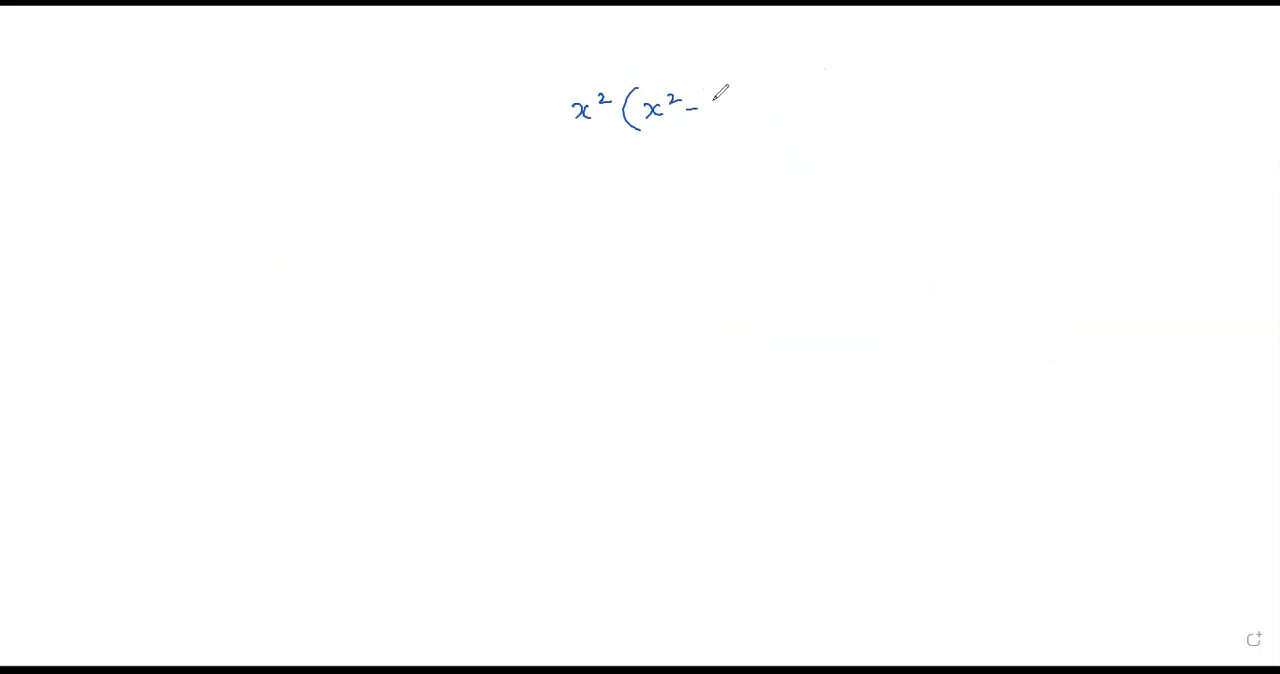 x² (x² –